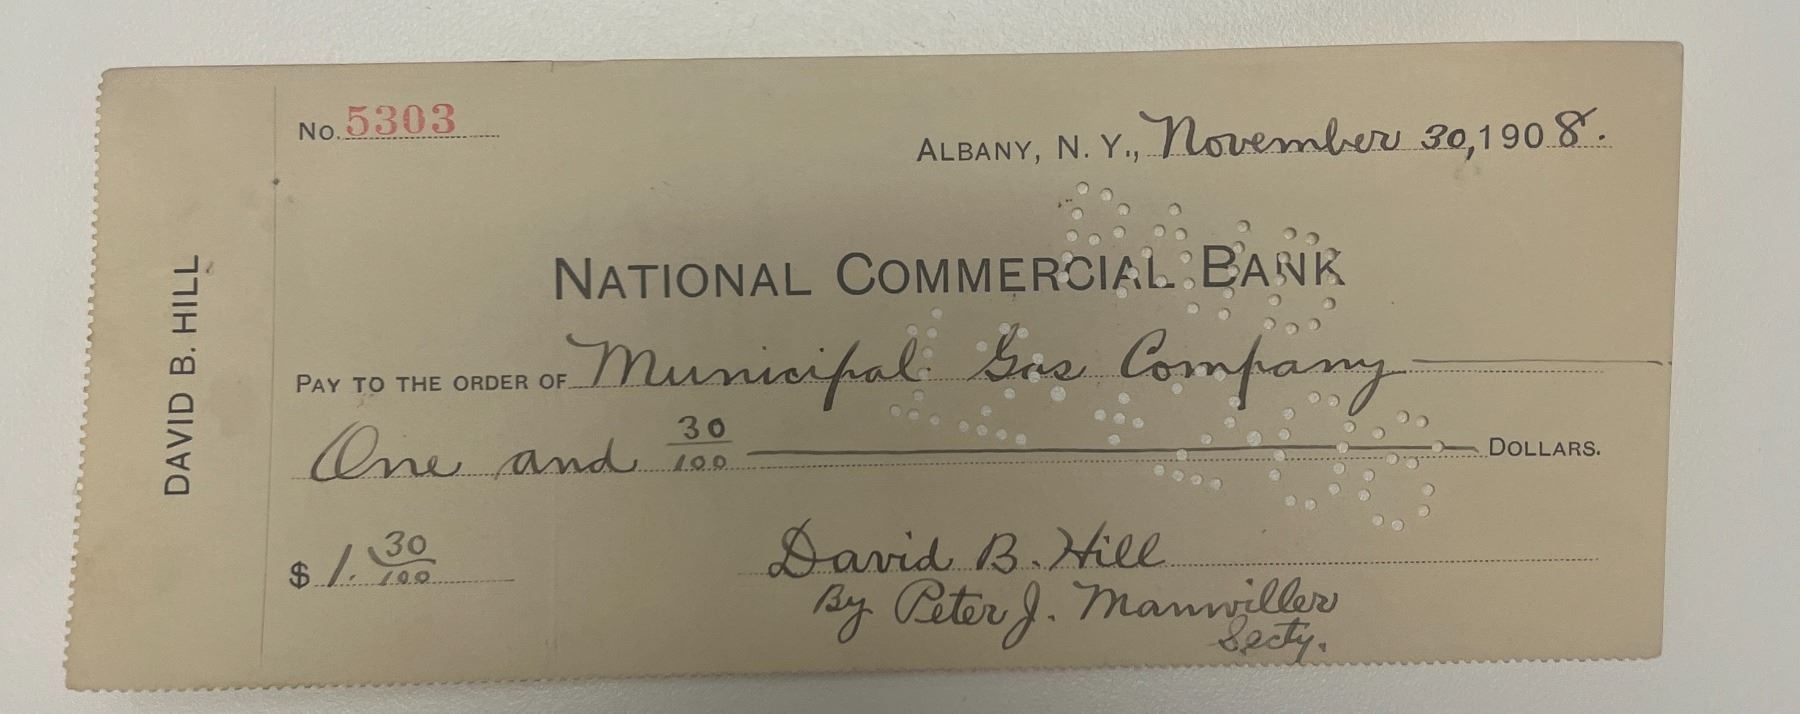 DAVID B. HILL
No. 5303
ALBANY, N. Y., November 30, 1908.
NATIONAL COMMERCIAL BANK
PAY TO THE ORDER OF Municipal Gas Company
One and 30/100 DOLLARS.
$ 1. 30/100
David B. Hill
By Peter J. Manwiller
Secty.